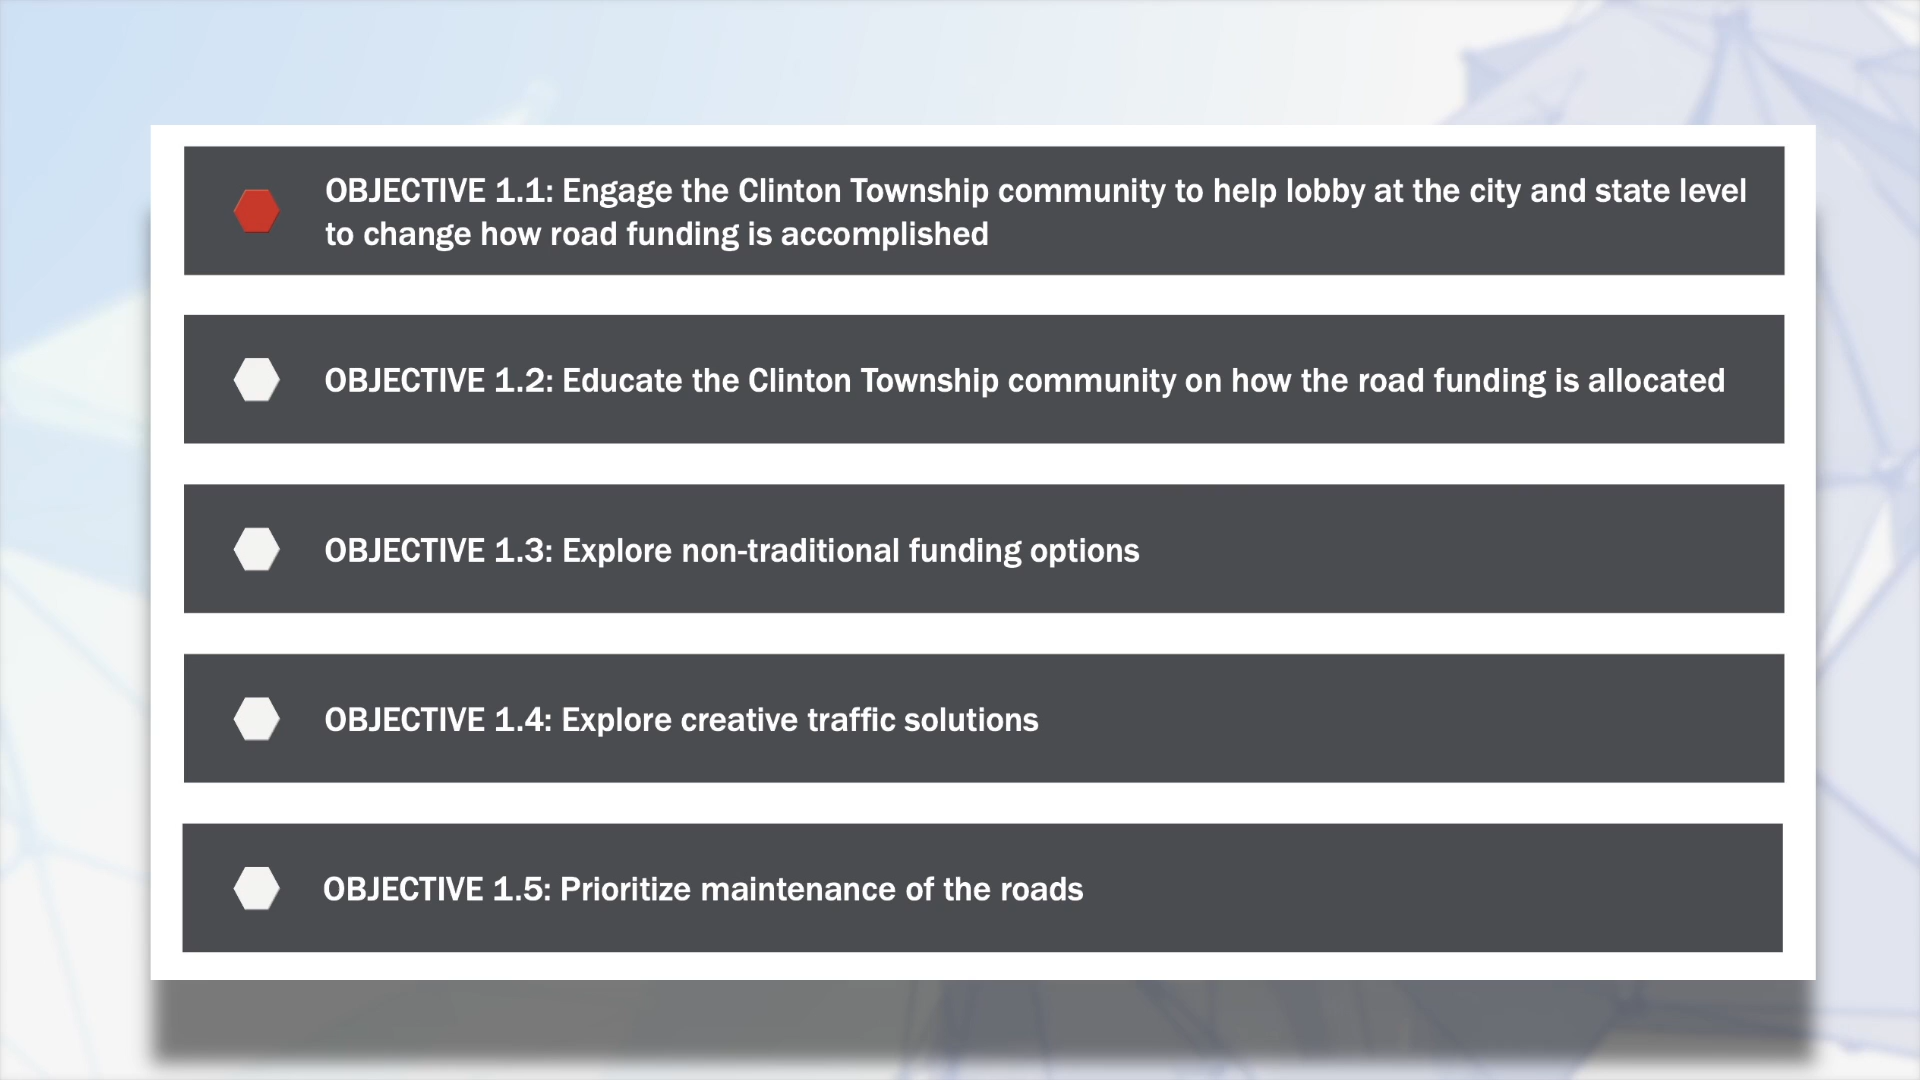 OBJECTIVE 1.1: Engage the Clinton Township community to help lobby at the city and state level
to change how road funding is accomplished
OBJECTIVE 1.2: Educate the Clinton Township community on how the road funding is allocated
OBJECTIVE 1.3: Explore non-traditional funding options
OBJECTIVE 1.4: Explore creative traffic solutions
OBJECTIVE 1.5: Prioritize maintenance of the roads